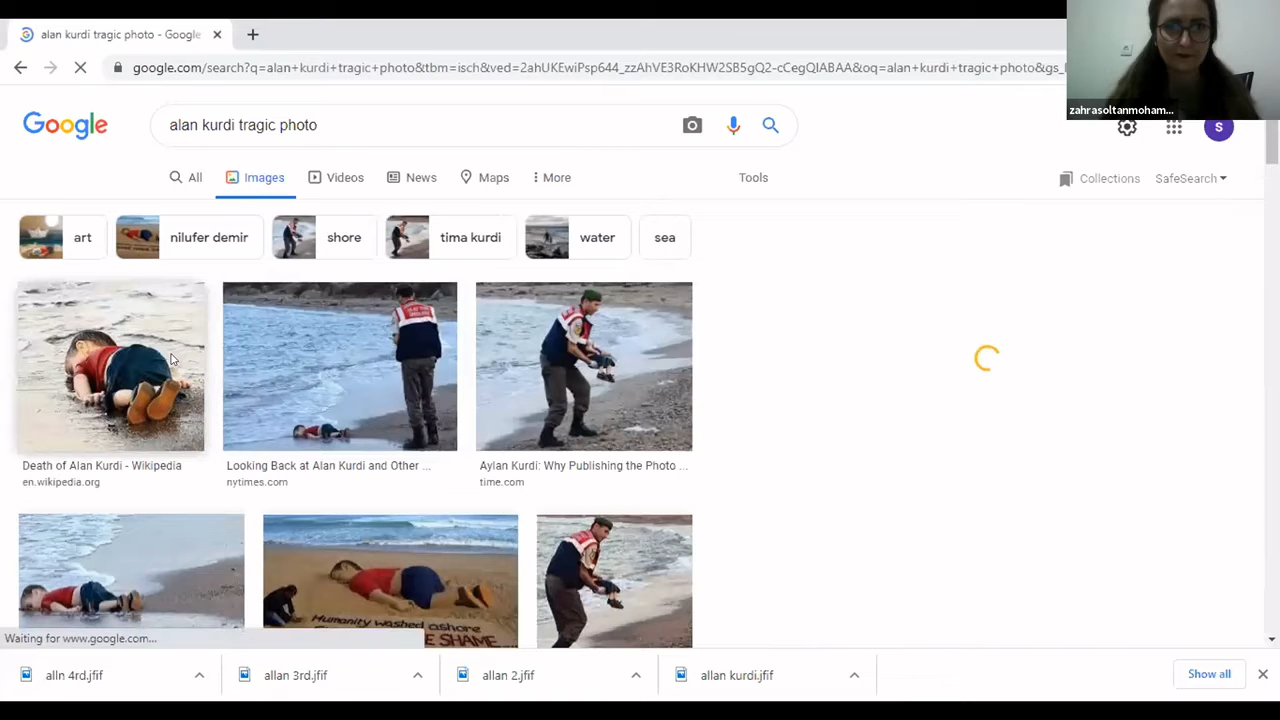 alan kurdi tragic photo - Google
google.com/search?q=alan+kurdi+tragic+photo&tbm=isch&ved=2ahUKEwiPsp644_zzAhVE3RoKHW2SB5gQ2-cCegQIABAA&oq=alan+kurdi+tragic+photo&gs_
zahrasoltanmoham...
Google
alan kurdi tragic photo
S
All
Images
Videos
News
Maps
More
Tools
Collections
SafeSearch
art
nilufer demir
shore
tima kurdi
water
sea
Death of Alan Kurdi - Wikipedia
en.wikipedia.org
Looking Back at Alan Kurdi and Other ...
nytimes.com
Aylan Kurdi: Why Publishing the Photo ...
time.com
Humanity washed ashore
SHAME...
Waiting for www.google.com...
alln 4rd.jfif
allan 3rd.jfif
allan 2.jfif
allan kurdi.jfif
Show all